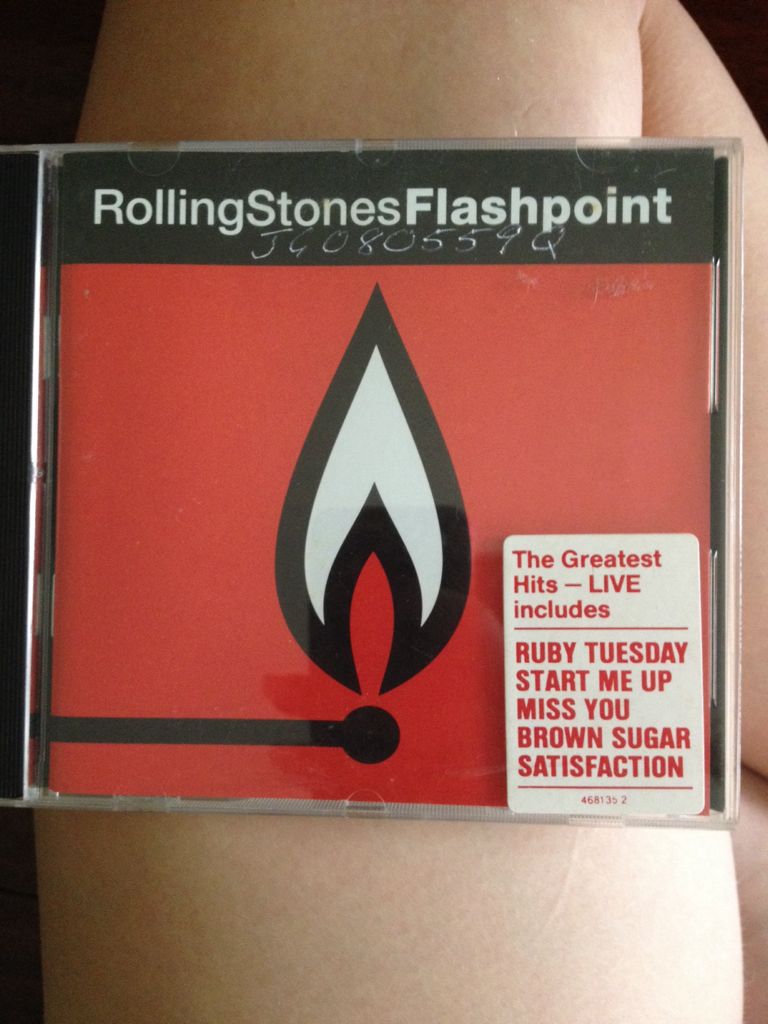 RollingStonesFlashpoint
JG080559Q
The Greatest
Hits – LIVE
includes
RUBY TUESDAY
START ME UP
MISS YOU
BROWN SUGAR
SATISFACTION
468135 2